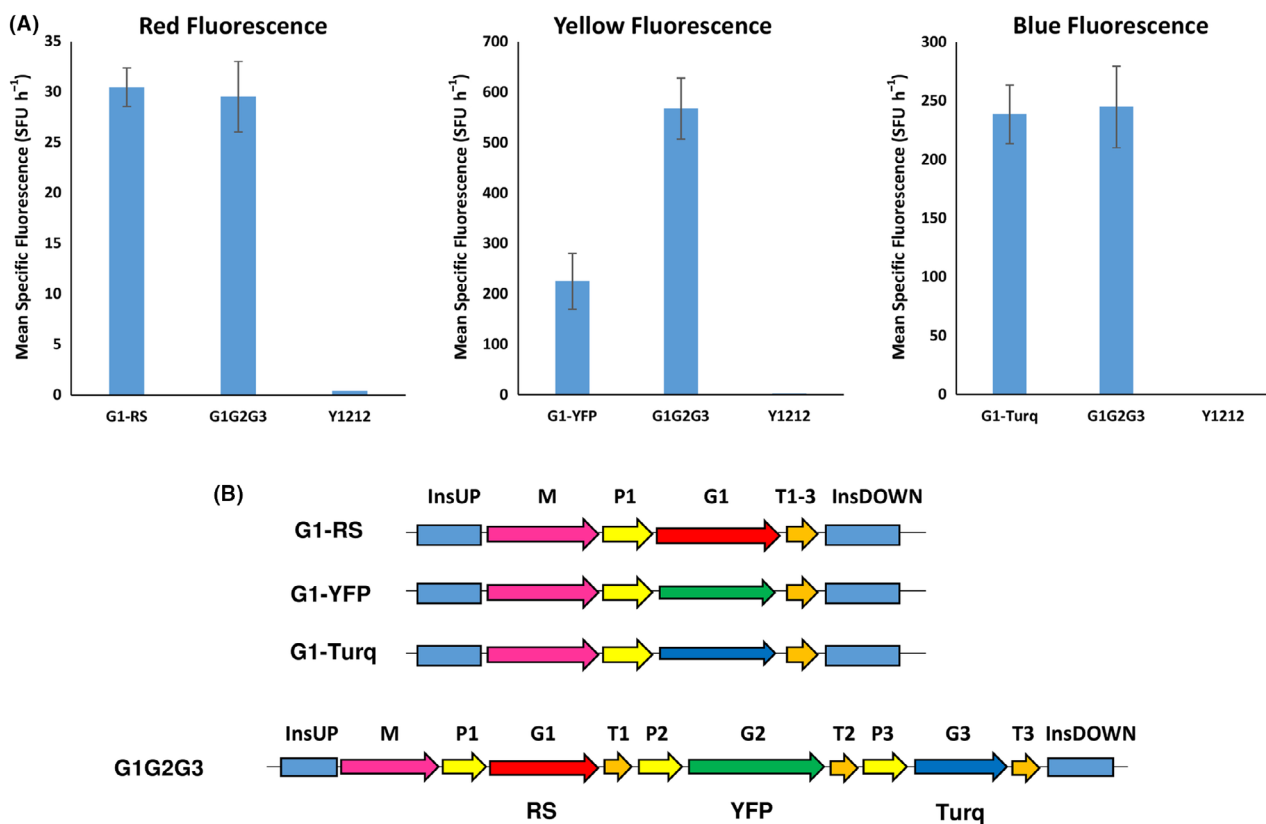 (A)
Red Fluorescence
Mean Specific Fluorescence (SFU h⁻¹)
35
30
25
20
15
10
5
0
G1-RS G1G2G3 Y1212
Yellow Fluorescence
Mean Specific Fluorescence (SFU h⁻¹)
700
600
500
400
300
200
100
0
G1-YFP G1G2G3 Y1212
Blue Fluorescence
Mean Specific Fluorescence (SFU h⁻¹)
300
250
200
150
100
50
0
G1-Turq G1G2G3 Y1212
(B)
InsUP M P1 G1 T1-3 InsDOWN
G1-RS
G1-YFP
G1-Turq
InsUP M P1 G1 T1 P2 G2 T2 P3 G3 T3 InsDOWN
G1G2G3
RS YFP Turq